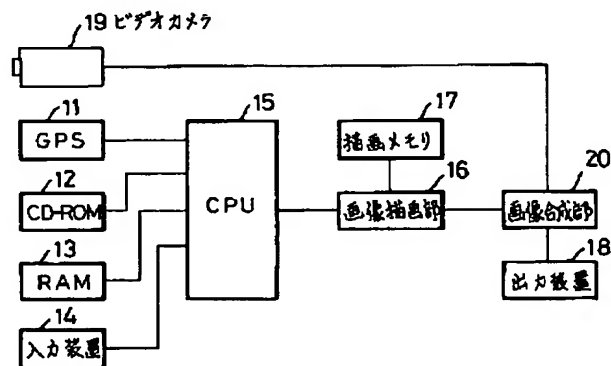 19 ビデオカメラ
11
GPS
12
CD-ROM
13
RAM
14
入力装置
15
CPU
17
描画メモリ
16
画像描画部
20
画像合成部
18
出力装置